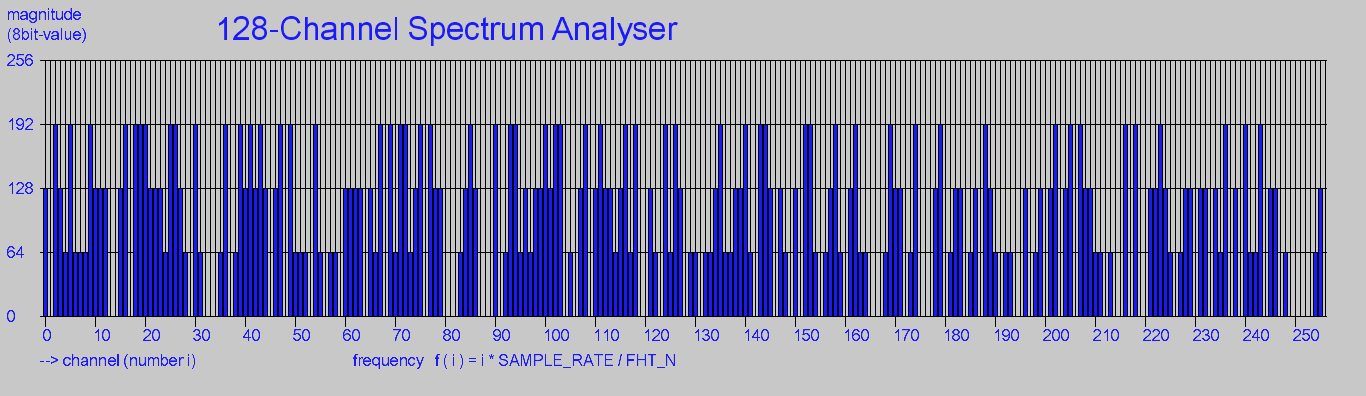 magnitude
(8bit-value)
128-Channel Spectrum Analyser
256
192
128
64
0
0 10 20 30 40 50 60 70 80 90 100 110 120 130 140 150 160 170 180 190 200 210 220 230 240 250
--> channel (number i)
frequency f ( i ) = i * SAMPLE_RATE / FHT_N